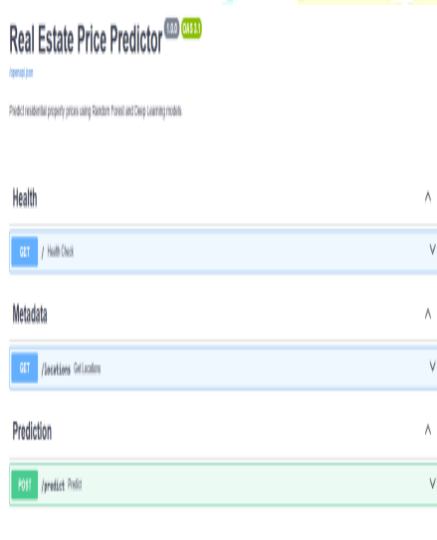 Real Estate Price Predictor 1.0.0 OAS 3.1
/openapi.json
Predict residential property prices using Random Forest and Deep Learning models.
Health
GET / Health Check
Metadata
GET /locations Get Locations
Prediction
POST /predict Predict